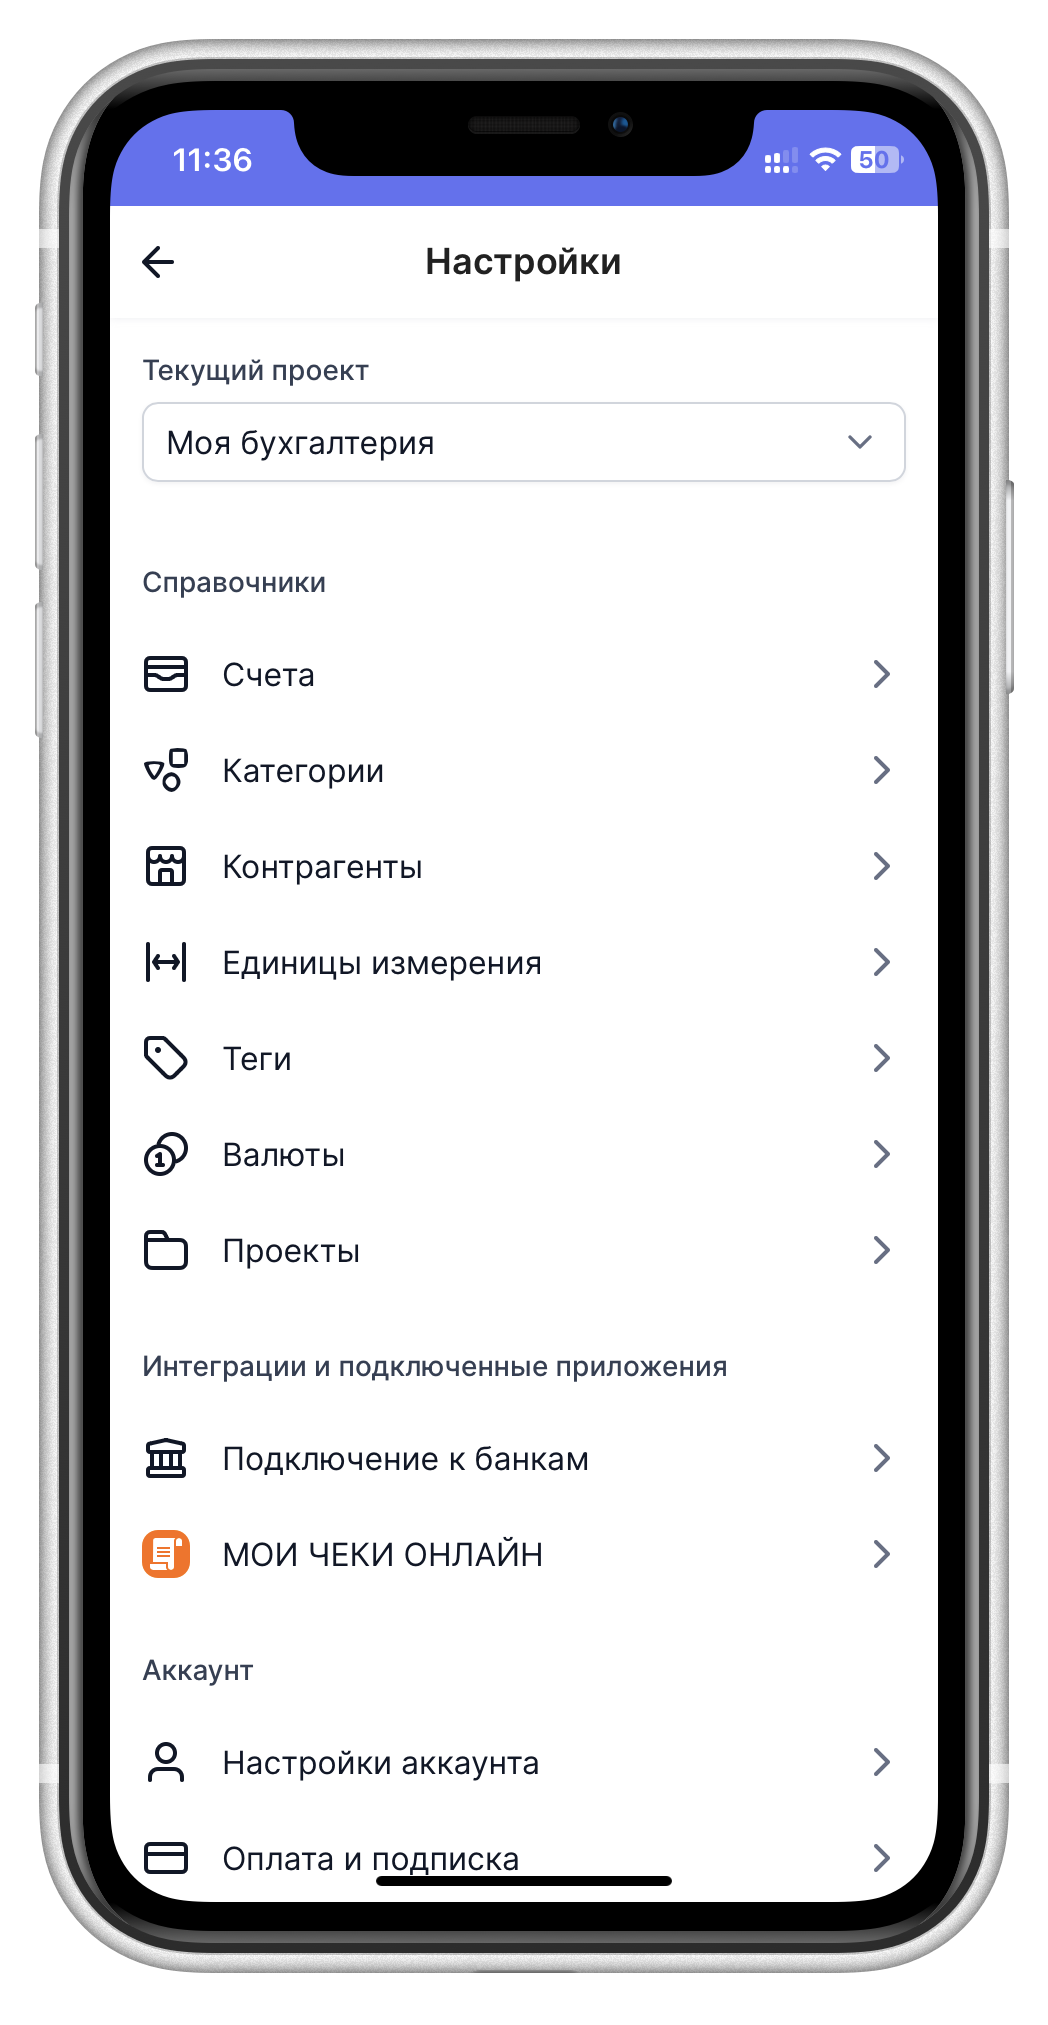 11:36
50
Настройки
Текущий проект
Моя бухгалтерия
Справочники
Счета
Категории
Контрагенты
Единицы измерения
Теги
Валюты
1
Проекты
Интеграции и подключенные приложения
Подключение к банкам
МОИ ЧЕКИ ОНЛАЙН
Аккаунт
Настройки аккаунта
Оплата и подписка